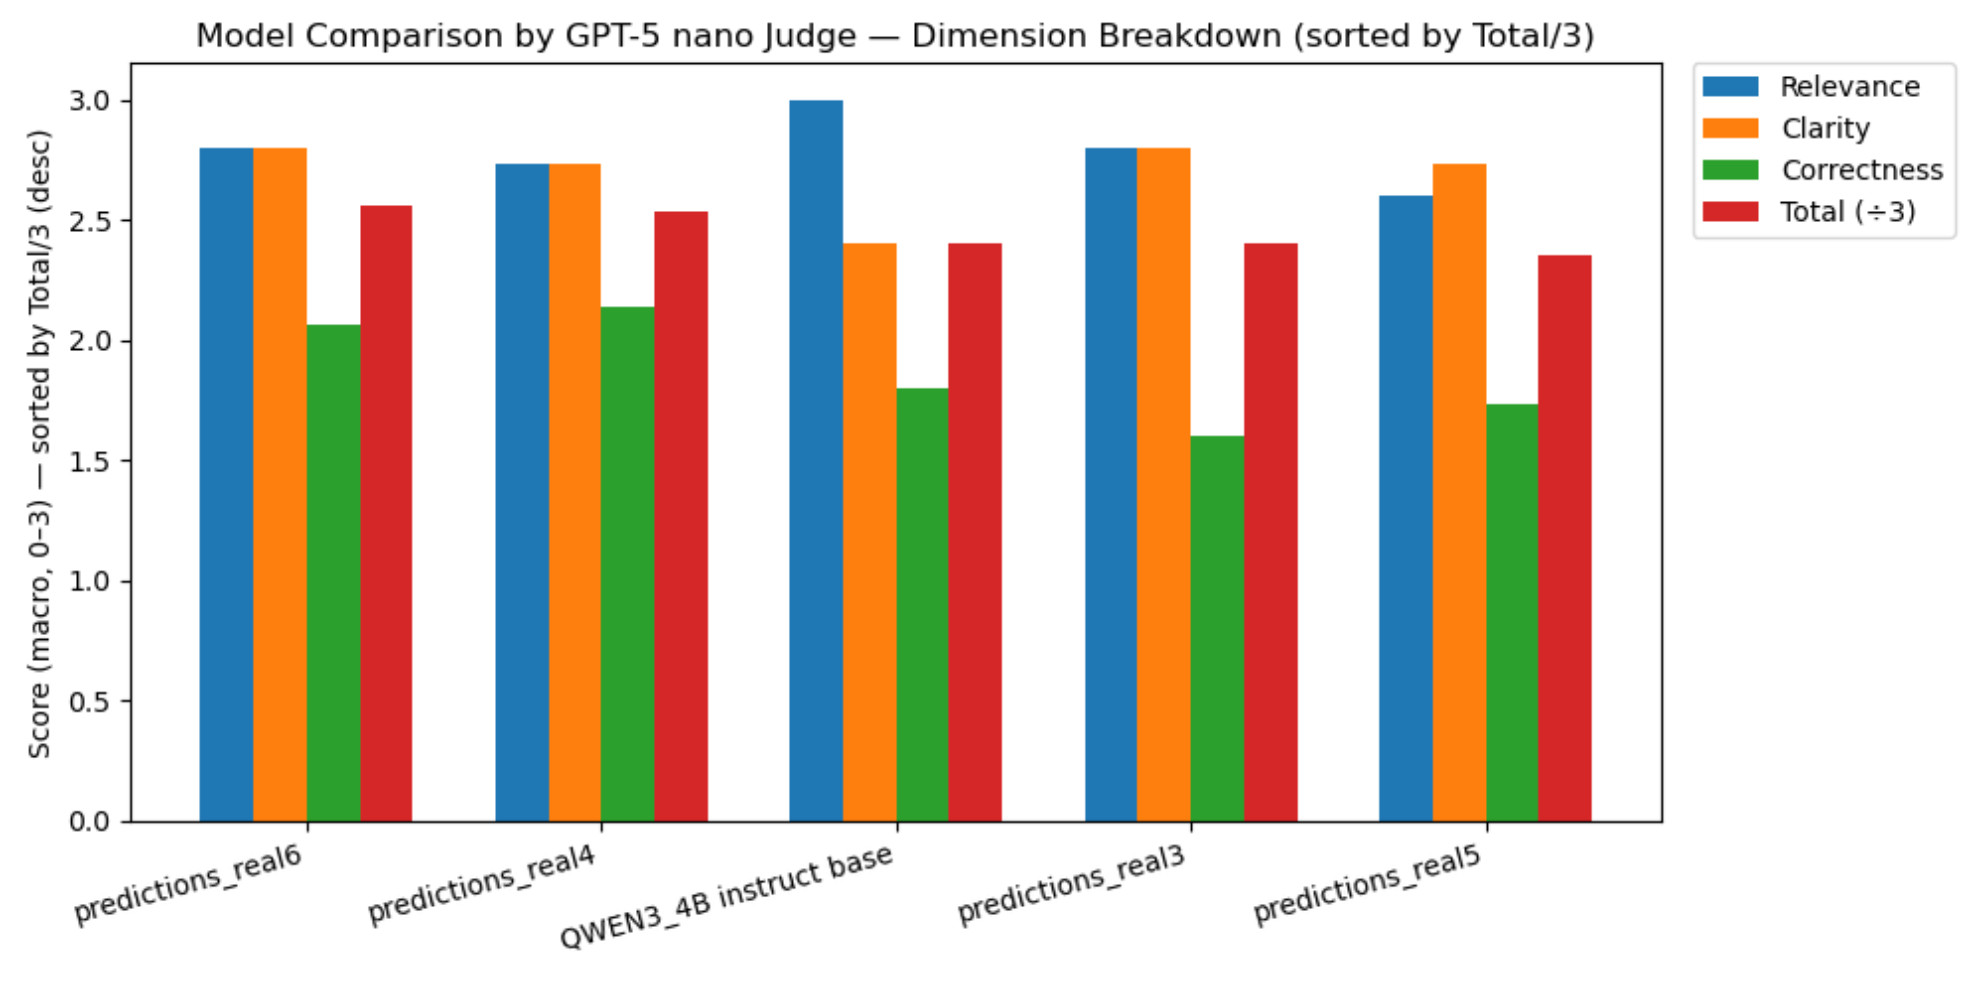 Model Comparison by GPT-5 nano Judge — Dimension Breakdown (sorted by Total/3)
Score (macro, 0–3) — sorted by Total/3 (desc)
3.0
2.5
2.0
1.5
1.0
0.5
0.0
predictions_real6
predictions_real4
QWEN3_4B instruct base
predictions_real3
predictions_real5
Relevance
Clarity
Correctness
Total (÷3)